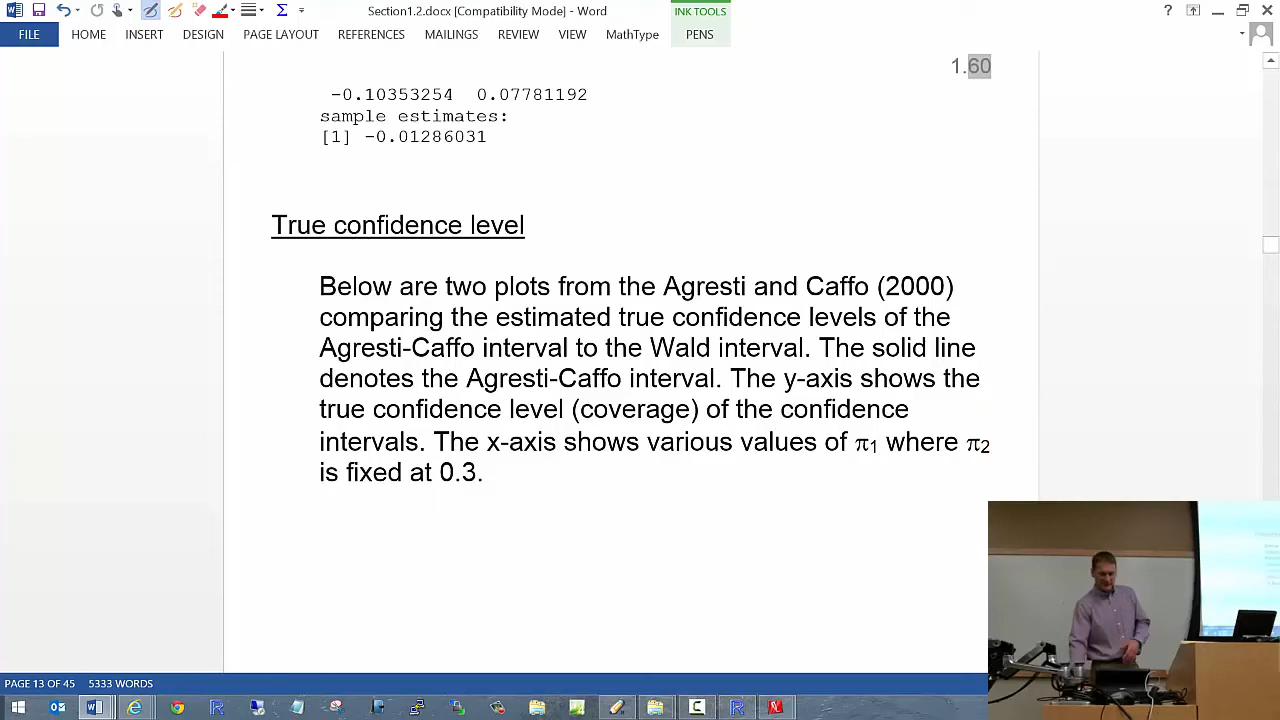 Section1.2.docx [Compatibility Mode] - Word
INK TOOLS
FILE
HOME
INSERT
DESIGN
PAGE LAYOUT
REFERENCES
MAILINGS
REVIEW
VIEW
MathType
PENS
1.60
-0.10353254 0.07781192
sample estimates:
[1] -0.01286031
True confidence level
Below are two plots from the Agresti and Caffo (2000)
comparing the estimated true confidence levels of the
Agresti-Caffo interval to the Wald interval. The solid line
denotes the Agresti-Caffo interval. The y-axis shows the
true confidence level (coverage) of the confidence
intervals. The x-axis shows various values of π1 where π2
is fixed at 0.3.
PAGE 13 OF 45
5333 WORDS